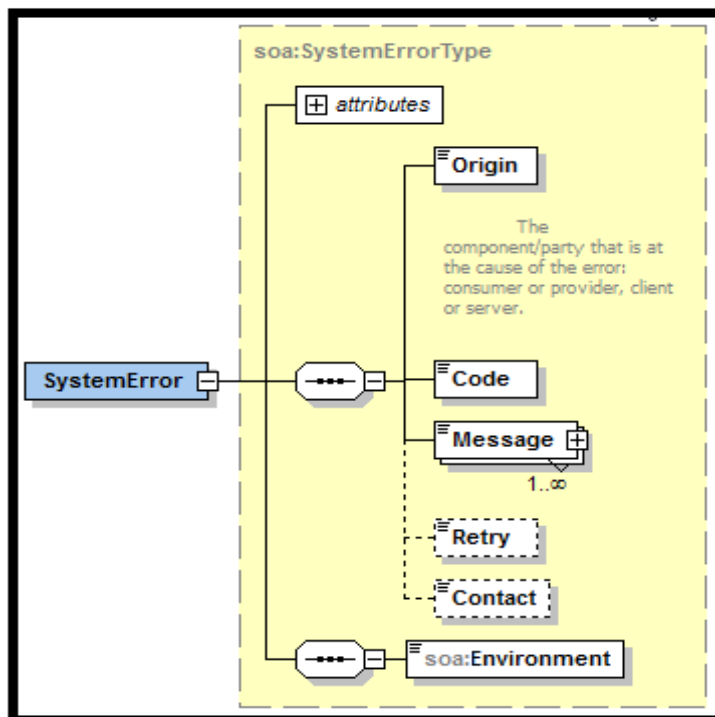 soa:SystemErrorType
attributes
Origin
The
component/party that is at
the cause of the error:
consumer or provider, client
or server.
SystemError
Code
Message
1..∞
Retry
Contact
soa:Environment